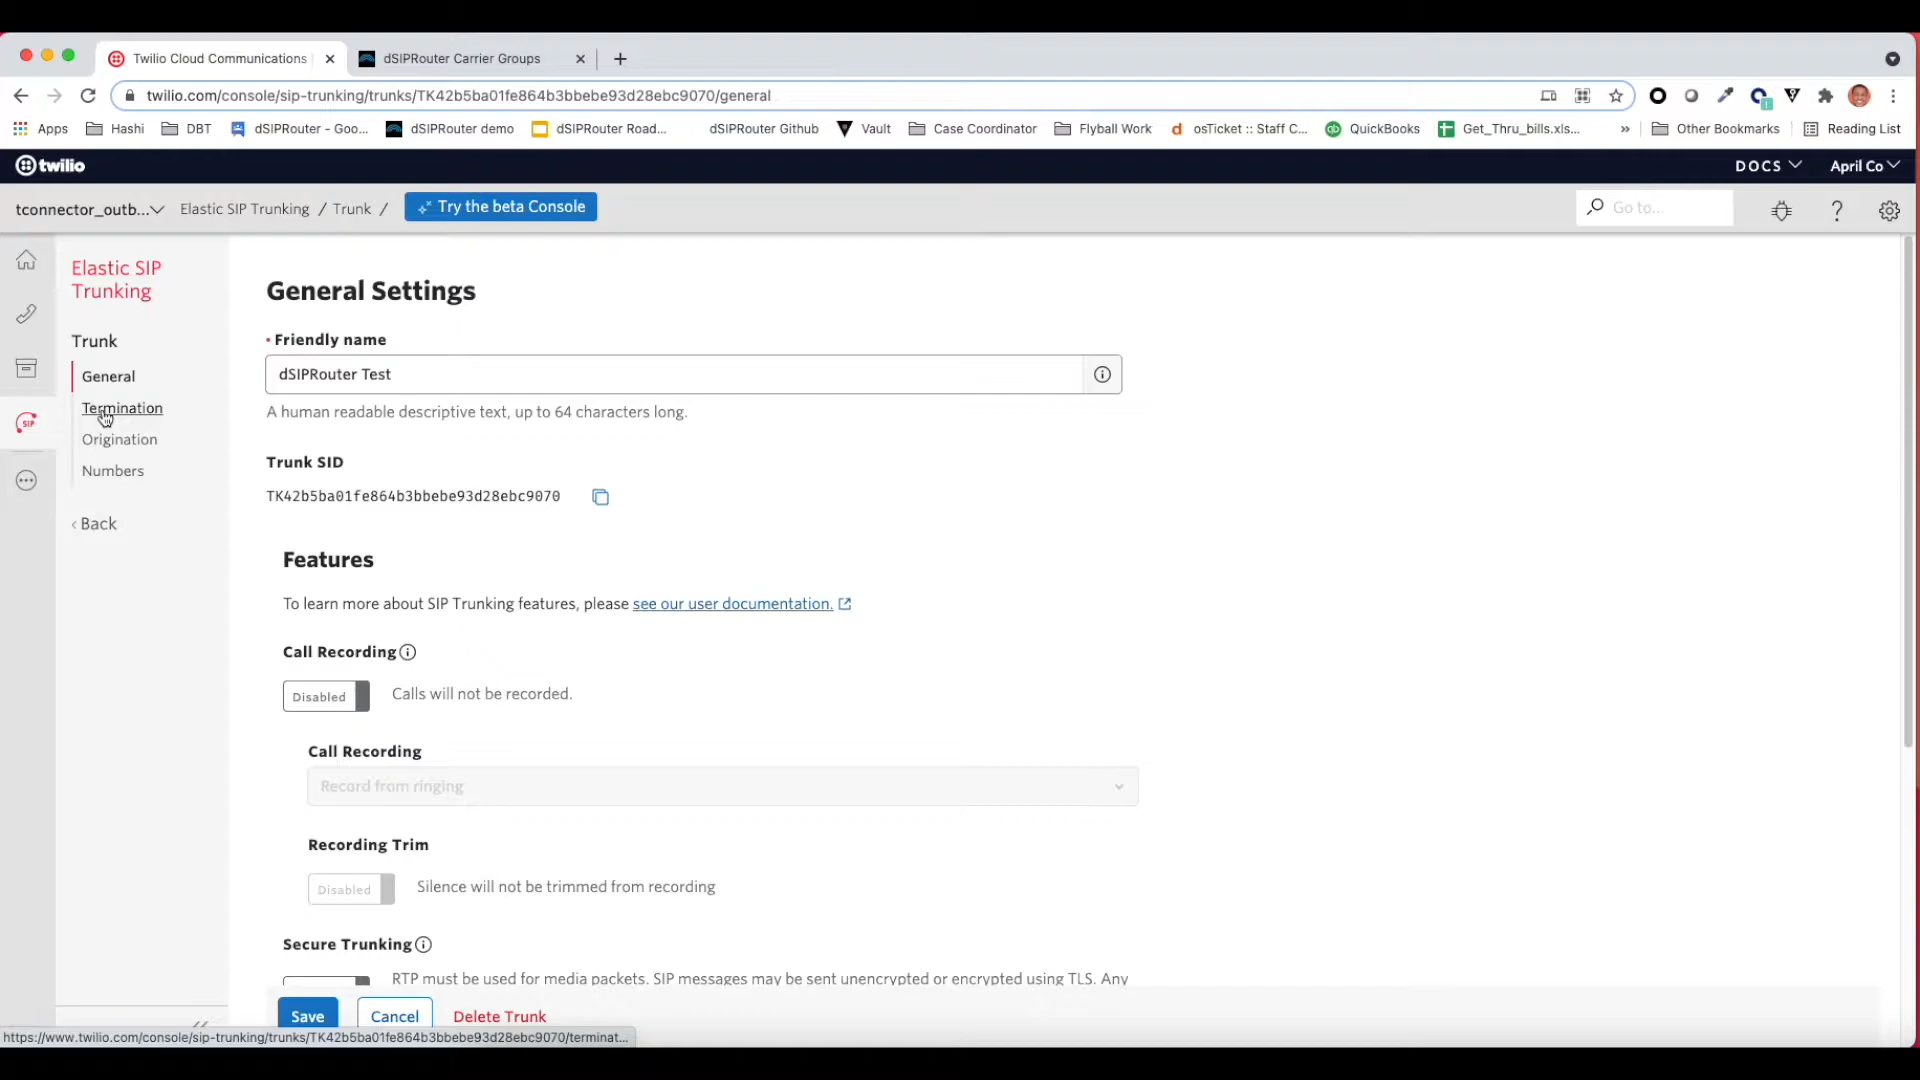 Twilio Cloud Communications
dSIPRouter Carrier Groups
twilio.com/console/sip-trunking/trunks/TK42b5ba01fe864b3bbebe93d28ebc9070/general
Apps Hashi DBT dSIPRouter - Goo... dSIPRouter demo dSIPRouter Road... dSIPRouter Github Vault Case Coordinator Flyball Work osTicket :: Staff C... QuickBooks Get_Thru_bills.xls... » Other Bookmarks Reading List
twilio DOCS April Co
tconnector_outb... Elastic SIP Trunking / Trunk / Try the beta Console Go to...
Elastic SIP
Trunking
Trunk
General
Termination
Origination
Numbers
‹ Back
SIP
General Settings
• Friendly name
dSIPRouter Test
A human readable descriptive text, up to 64 characters long.
Trunk SID
TK42b5ba01fe864b3bbebe93d28ebc9070
Features
To learn more about SIP Trunking features, please see our user documentation.
Call Recording
Disabled Calls will not be recorded.
Call Recording
Record from ringing
Recording Trim
Disabled Silence will not be trimmed from recording
Secure Trunking
RTP must be used for media packets. SIP messages may be sent unencrypted or encrypted using TLS. Any
Save Cancel Delete Trunk
https://www.twilio.com/console/sip-trunking/trunks/TK42b5ba01fe864b3bbebe93d28ebc9070/terminat...